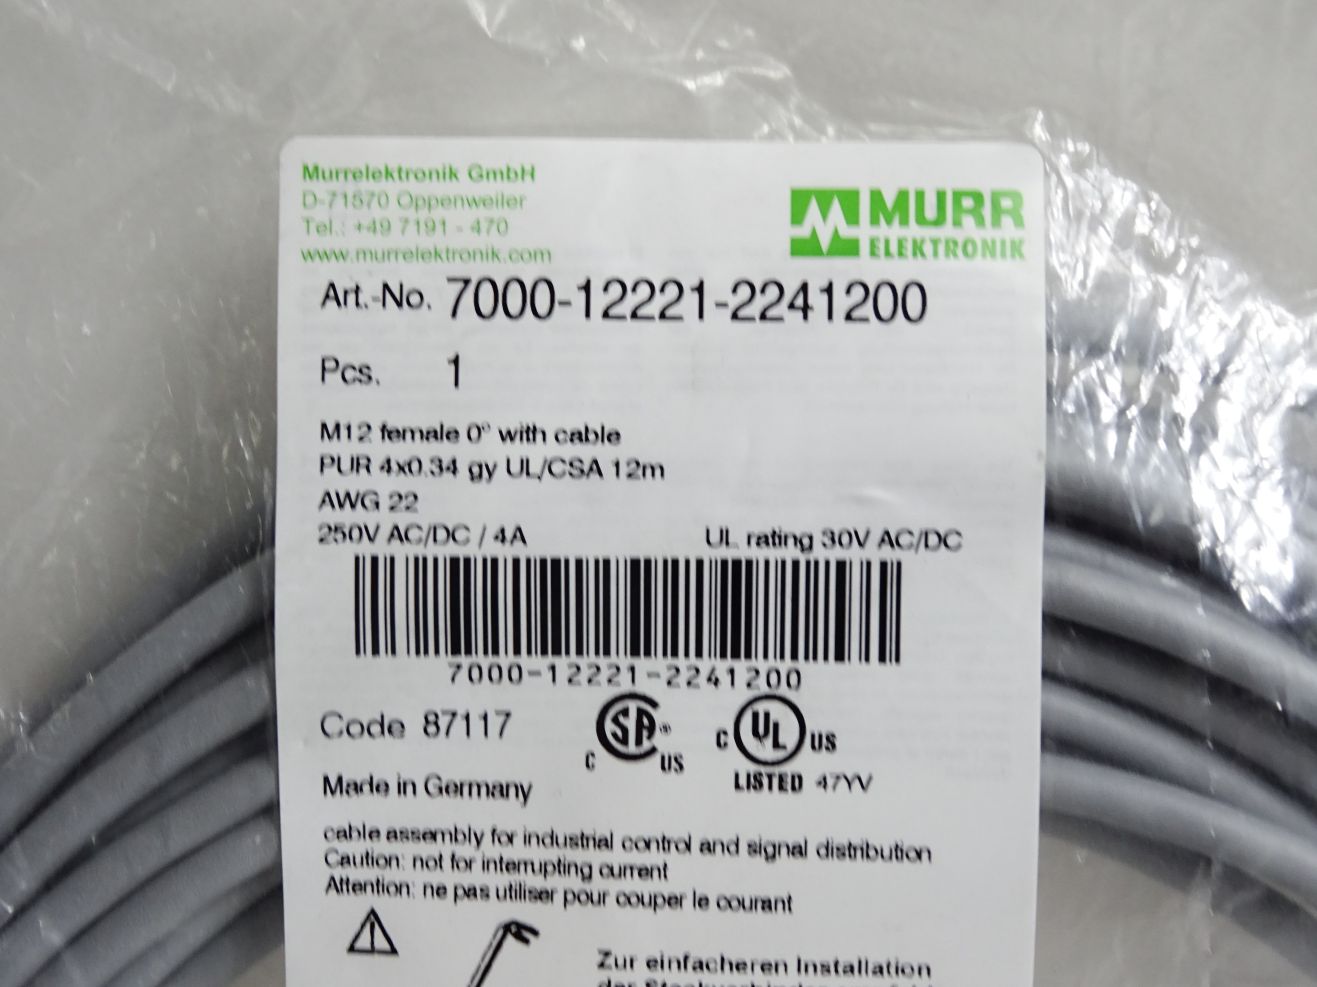 Murrelektronik GmbH
D-71570 Oppenweiler
Tel.: +49 7191 - 470
www.murrelektronik.com
MURR
ELEKTRONIK
Art.-No. 7000-12221-2241200
Pcs. 1
M12 female 0° with cable
PUR 4x0.34 gy UL/CSA 12m
AWG 22
250V AC/DC / 4A UL rating 30V AC/DC
7000-12221-2241200
Code 87117
C SA ® US
C UL US
LISTED 47YV
Made in Germany
cable assembly for industrial control and signal distribution
Caution: not for interrupting current
Attention: ne pas utiliser pour couper le courant
Zur einfacheren Installation